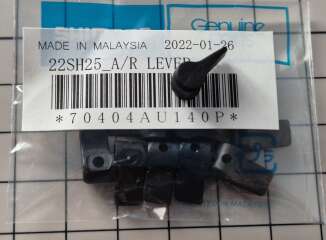 Genuine
MADE IN MALAYSIA 2022-01-26
22SH25_A/R LEVER
*70404AU140P*